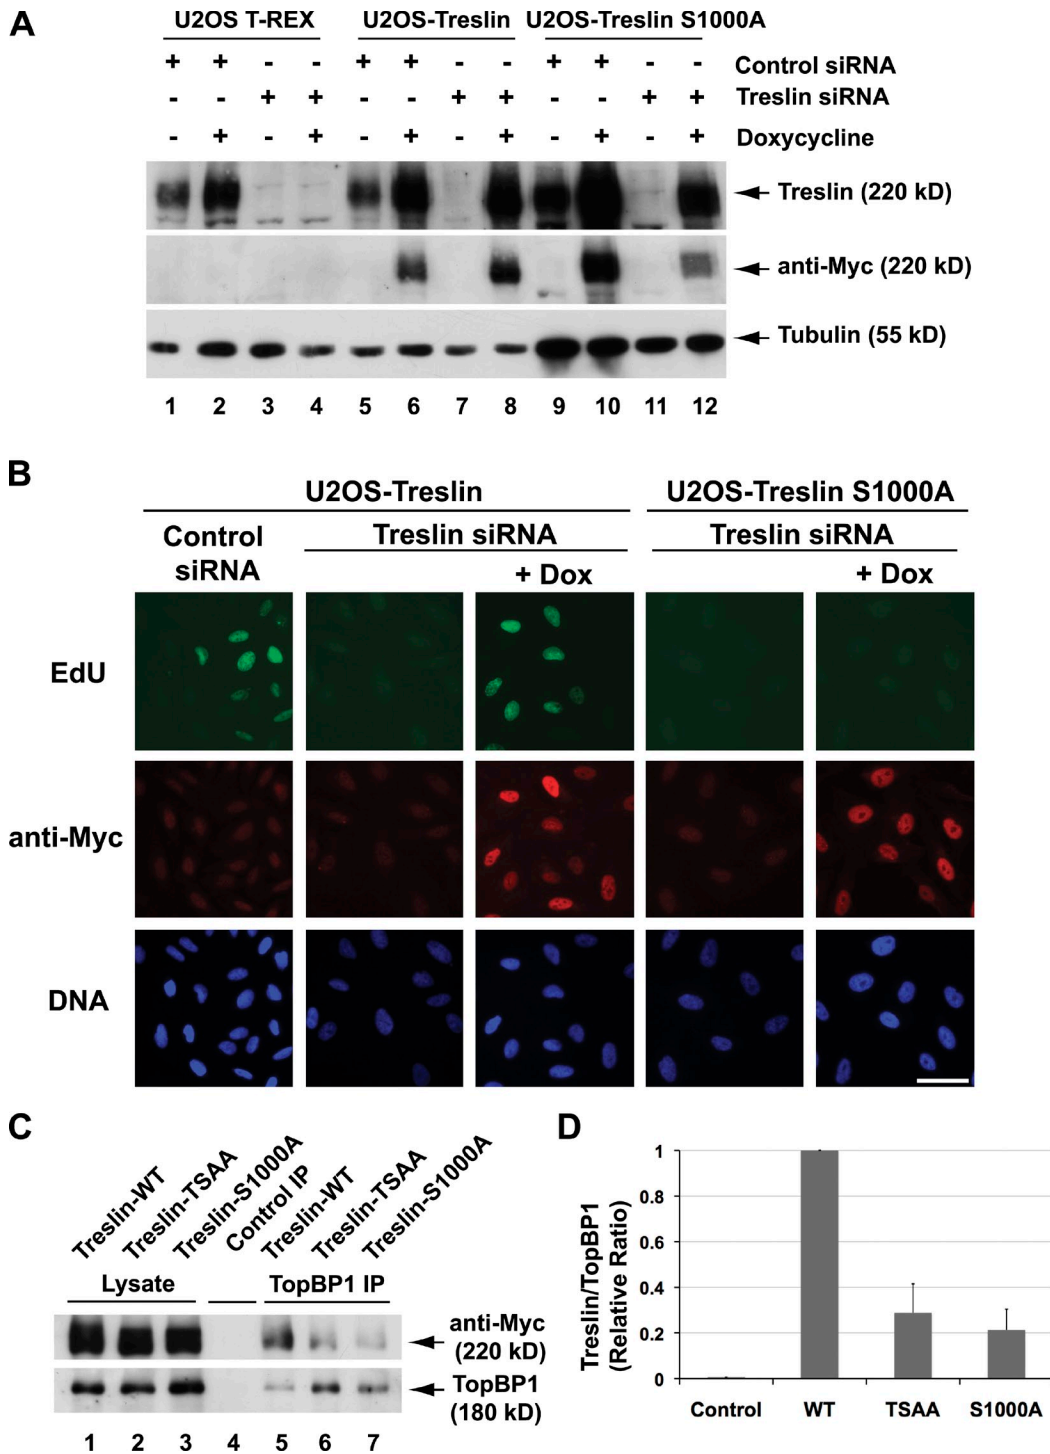 A
U2OS T-REX U2OS-Treslin U2OS-Treslin S1000A
+ + - - + + - - + + - - Control siRNA
- - + + - - + + - - + + Treslin siRNA
- + - + - + - + - + - + Doxycycline
Treslin (220 kD)
anti-Myc (220 kD)
Tubulin (55 kD)
1 2 3 4 5 6 7 8 9 10 11 12
B
U2OS-Treslin U2OS-Treslin S1000A
Control siRNA
Treslin siRNA Treslin siRNA
+ Dox + Dox
EdU
anti-Myc
DNA
C
Treslin-WT
Treslin-TSAA
Treslin-S1000A
Control IP
Treslin-WT
Treslin-TSAA
Treslin-S1000A
Lysate TopBP1 IP
anti-Myc
(220 kD)
TopBP1
(180 kD)
1 2 3 4 5 6 7
D
Treslin/TopBP1
(Relative Ratio)
1
0.8
0.6
0.4
0.2
0
Control WT TSAA S1000A